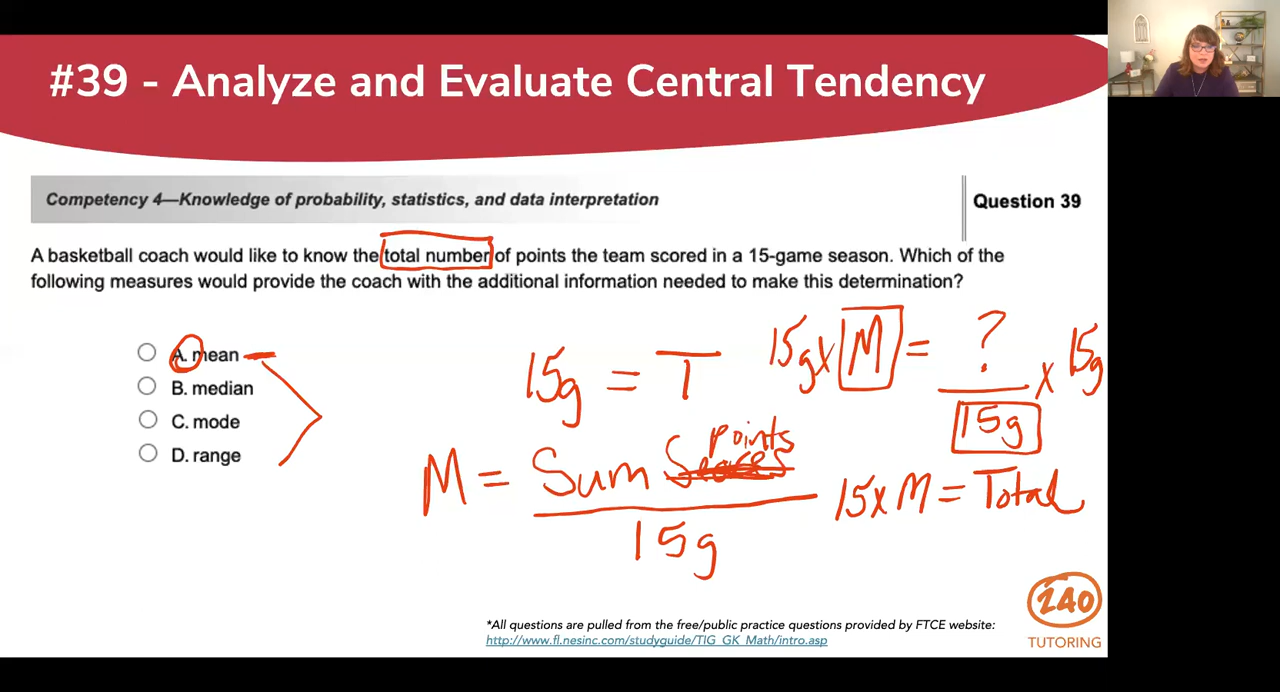 #39 - Analyze and Evaluate Central Tendency
Competency 4—Knowledge of probability, statistics, and data interpretation
Question 39
A basketball coach would like to know the total number of points the team scored in a 15-game season. Which of the
following measures would provide the coach with the additional information needed to make this determination?
A. mean
B. median
C. mode
D. range
15g = T
15g x M = ? / 15g x 15g
M = Sum points / 15g
15 x M = Total
*All questions are pulled from the free/public practice questions provided by FTCE website:
http://www.fl.nesinc.com/studyguide/TIG_GK_Math/intro.asp
240
TUTORING